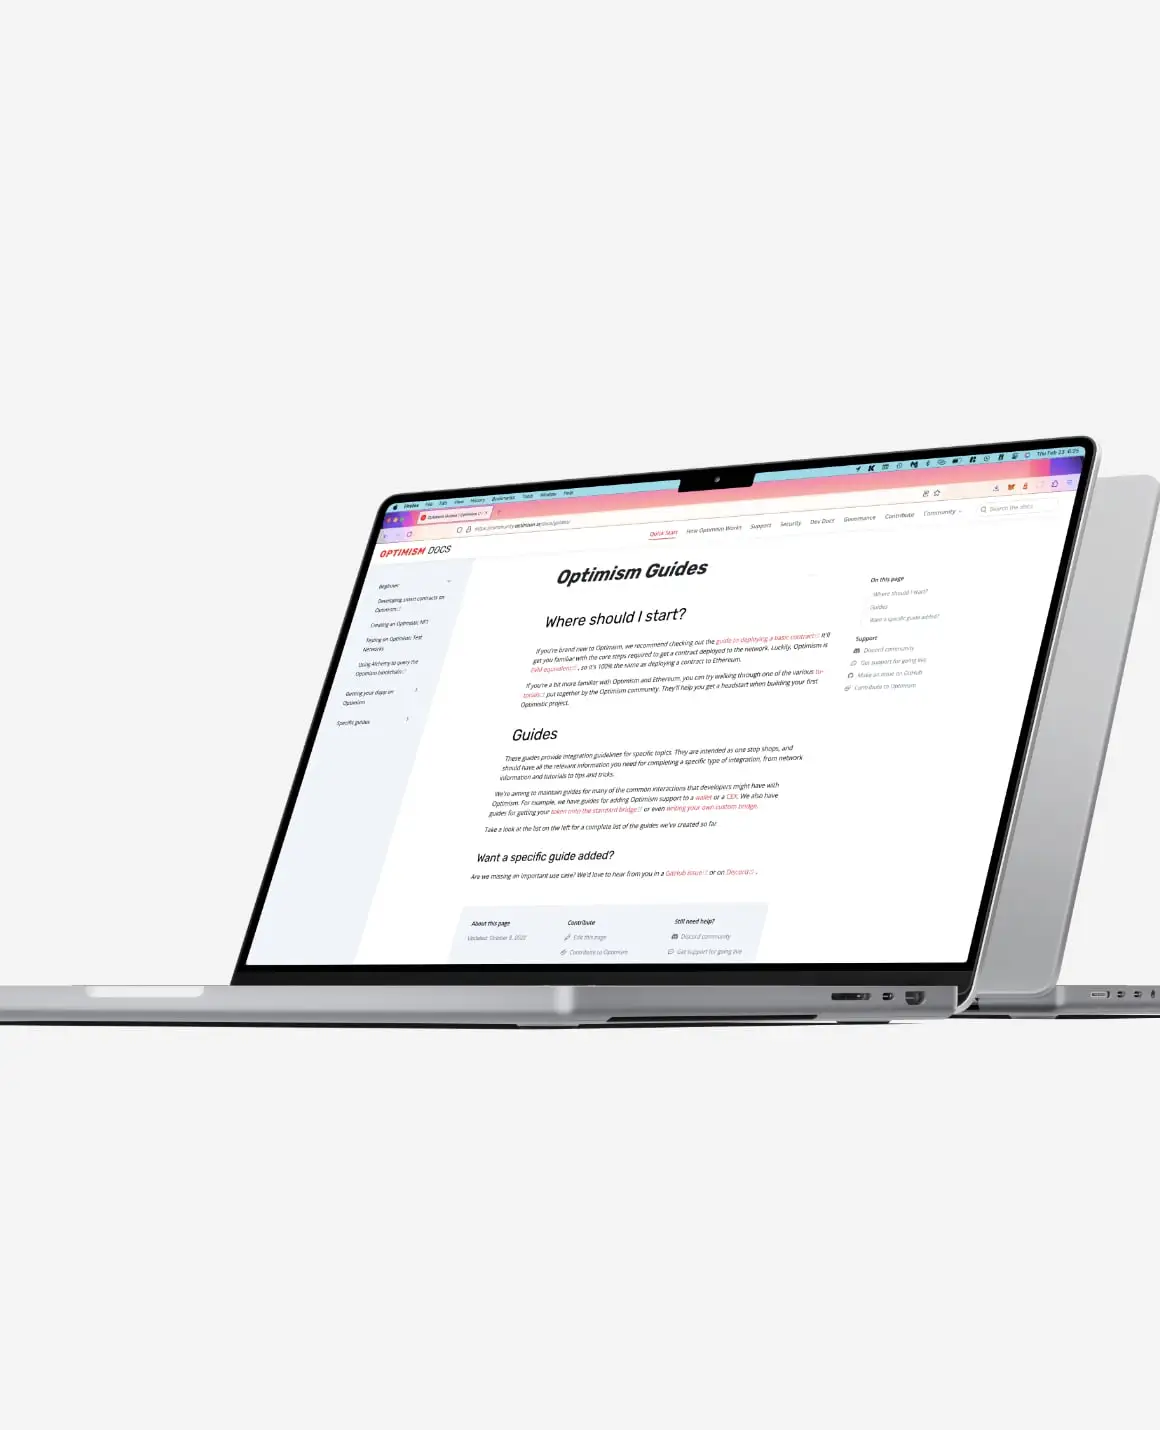 Firefox File Edit View History Bookmarks Tools Window Help
Thu Feb 23 6:25
Optimism Guides | Optimism D
https://community.optimism.io/docs/guides/
OPTIMISM DOCS
Quick Start How Optimism Works Support Security Dev Docs Governance Contribute Community
Search the docs
Beginner
Developing smart contracts on
Optimism
Creating an Optimistic NFT
Testing on Optimistic Test
Networks
Using Alchemy to query the
Optimism blockchain
Getting your dapp on
Optimism
Specific guides
Optimism Guides
Where should I start?
If you're brand new to Optimism, we recommend checking out the guide to deploying a basic contract. It'll
get you familiar with the core steps required to get a contract deployed to the network. Luckily, Optimism is
EVM equivalent, so it's 100% the same as deploying a contract to Ethereum.
If you're a bit more familiar with Optimism and Ethereum, you can try walking through one of the various tu-
torials put together by the Optimism community. They'll help you get a headstart when building your first
Optimistic project.
Guides
These guides provide integration guidelines for specific topics. They are intended as one stop shops, and
should have all the relevant information you need for completing a specific type of integration, from network
information and tutorials to tips and tricks.
We're aiming to maintain guides for many of the common interactions that developers might have with
Optimism. For example, we have guides for adding Optimism support to a wallet or a CEX. We also have
guides for getting your token onto the standard bridge or even writing your own custom bridge.
Take a look at the list on the left for a complete list of the guides we've created so far
Want a specific guide added?
Are we missing an important use case? We'd love to hear from you in a GitHub issue or on Discord.
On this page
Where should I start?
Guides
Want a specific guide added?
Support
Discord community
Get support for going live
Make an issue on GitHub
Contribute to Optimism
About this page
Updated: October 9, 2022
Contribute
Edit this page
Contribute to Optimism
Still need help?
Discord community
Get support for going live